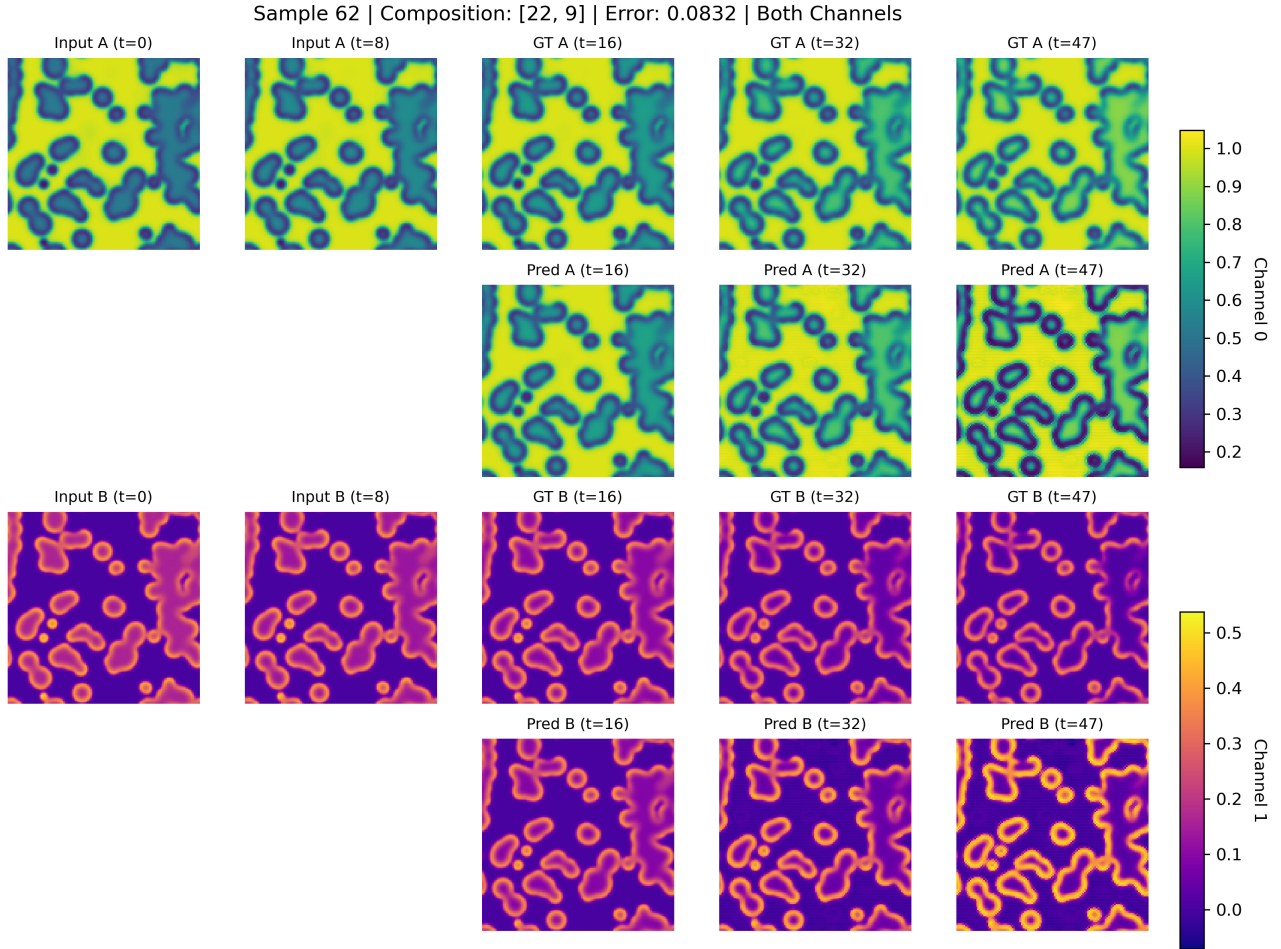 Sample 62 | Composition: [22, 9] | Error: 0.0832 | Both Channels
Input A (t=0)
Input A (t=8)
GT A (t=16)
GT A (t=32)
GT A (t=47)
Pred A (t=16)
Pred A (t=32)
Pred A (t=47)
1.0
0.9
0.8
0.7
0.6
0.5
0.4
0.3
0.2
Channel 0
Input B (t=0)
Input B (t=8)
GT B (t=16)
GT B (t=32)
GT B (t=47)
Pred B (t=16)
Pred B (t=32)
Pred B (t=47)
0.5
0.4
0.3
0.2
0.1
0.0
Channel 1